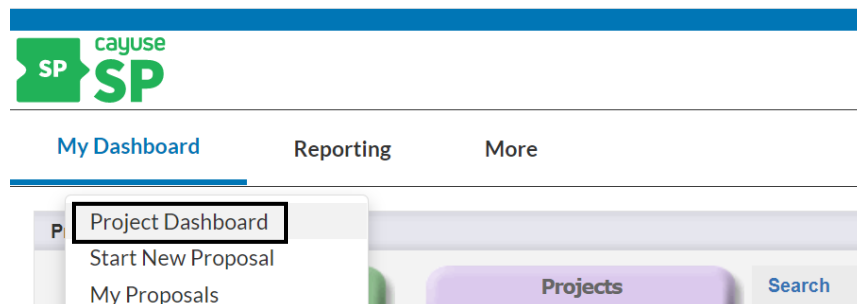 cayuse
SP SP
My Dashboard Reporting More
Project Dashboard
Start New Proposal
Projects Search
My Proposals